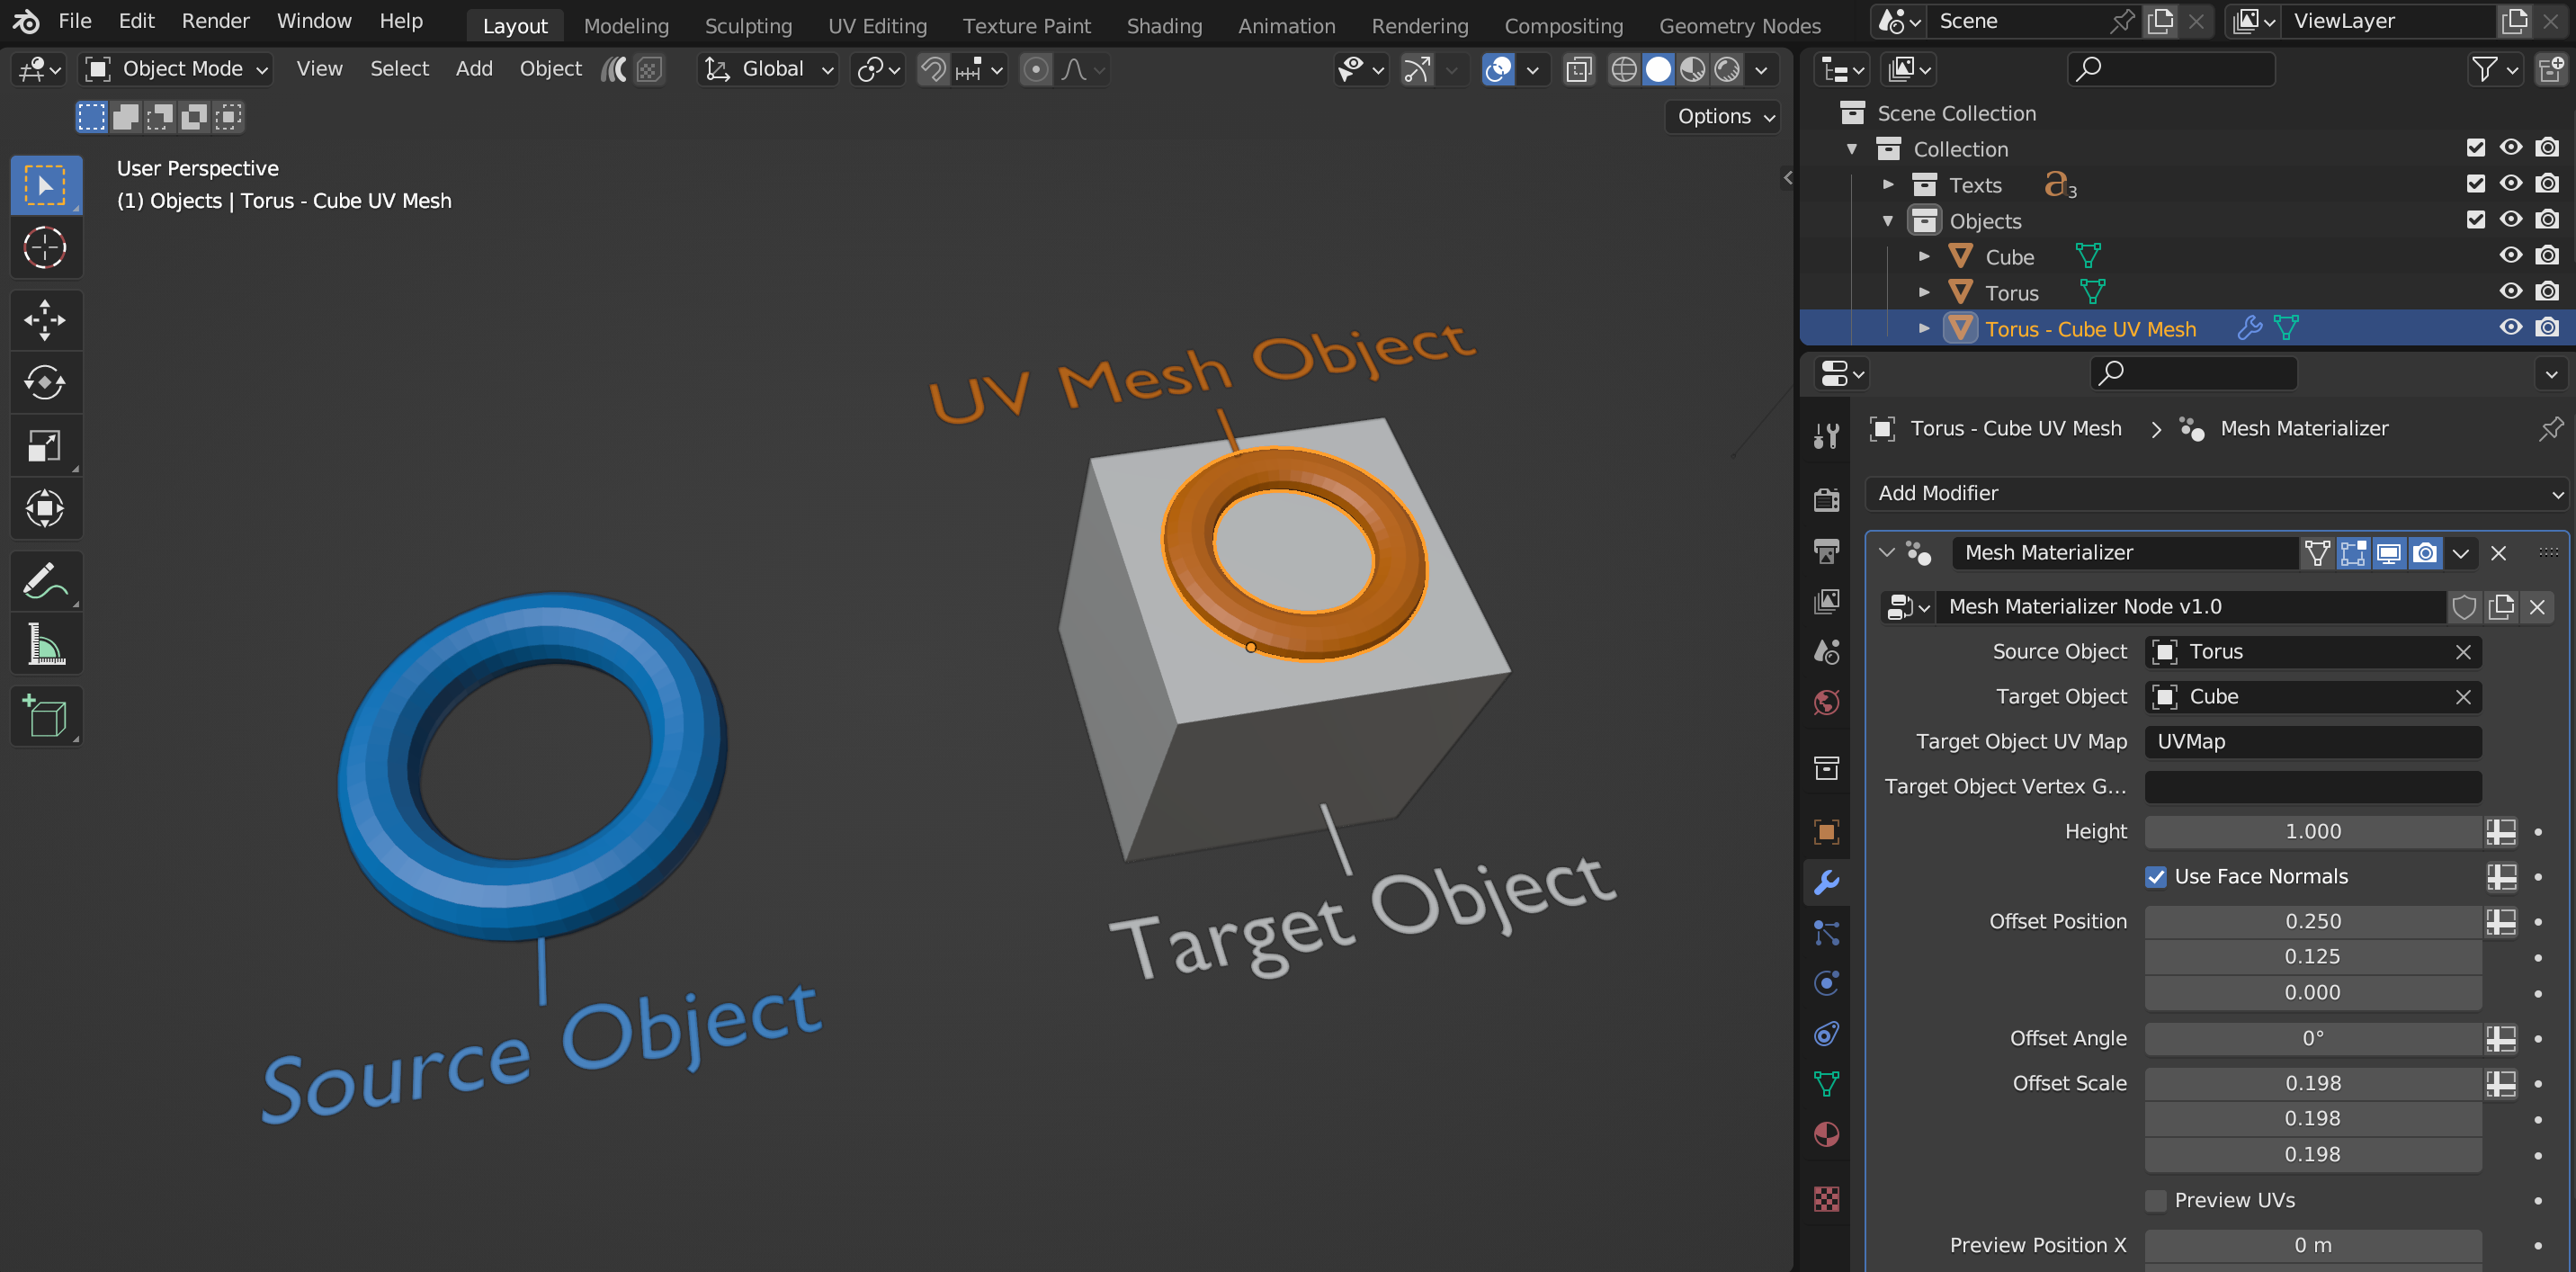 File Edit Render Window Help Layout Modeling Sculpting UV Editing Texture Paint Shading Animation Rendering Compositing Geometry Nodes Scene ViewLayer
Object Mode View Select Add Object Global
Options
User Perspective
(1) Objects | Torus - Cube UV Mesh
UV Mesh Object
Target Object
Source Object
Scene Collection
Collection
Texts a3
Objects
Cube
Torus
Torus - Cube UV Mesh
Torus - Cube UV Mesh > Mesh Materializer
Add Modifier
Mesh Materializer
Mesh Materializer Node v1.0
Source Object Torus
Target Object Cube
Target Object UV Map UVMap
Target Object Vertex G...
Height 1.000
Use Face Normals
Offset Position 0.250
0.125
0.000
Offset Angle 0°
Offset Scale 0.198
0.198
0.198
Preview UVs
Preview Position X 0 m